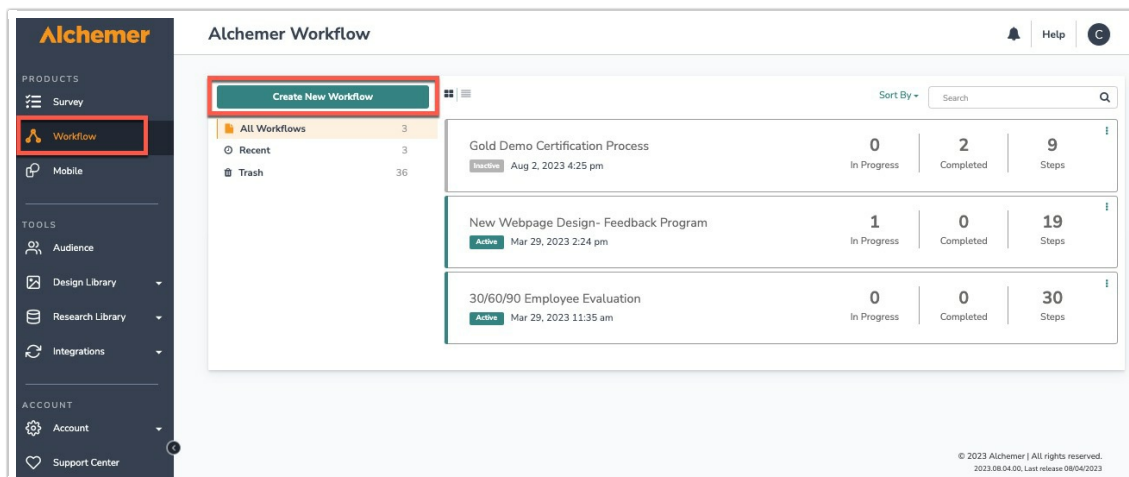 Alchemer
Alchemer Workflow
Help
C
PRODUCTS
Survey
Workflow
Mobile
TOOLS
Audience
Design Library
Research Library
Integrations
ACCOUNT
Account
Support Center
Create New Workflow
All Workflows 3
Recent 3
Trash 36
Sort By
Search
Gold Demo Certification Process
Inactive Aug 2, 2023 4:25 pm
0 2 9
In Progress Completed Steps
New Webpage Design- Feedback Program
Active Mar 29, 2023 2:24 pm
1 0 19
In Progress Completed Steps
30/60/90 Employee Evaluation
Active Mar 29, 2023 11:35 am
0 0 30
In Progress Completed Steps
© 2023 Alchemer | All rights reserved.
2023.08.04.00, Last release 08/04/2023